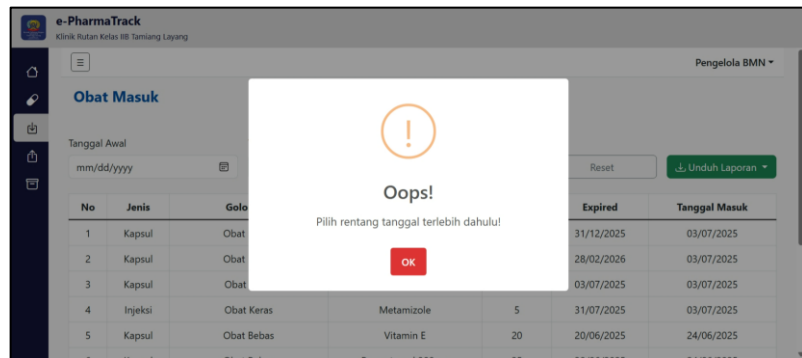 e-PharmaTrack
Klinik Rutan Kelas IIB Tamiang Layang
Pengelola BMN
Obat Masuk
Tanggal Awal
mm/dd/yyyy
Reset
Unduh Laporan
Oops!
Pilih rentang tanggal terlebih dahulu!
OK
No Jenis Golo Expired Tanggal Masuk
1 Kapsul Obat 31/12/2025 03/07/2025
2 Kapsul Obat 28/02/2026 03/07/2025
3 Kapsul Obat 03/07/2025 03/07/2025
4 Injeksi Obat Keras Metamizole 5 31/07/2025 03/07/2025
5 Kapsul Obat Bebas Vitamin E 20 20/06/2025 24/06/2025